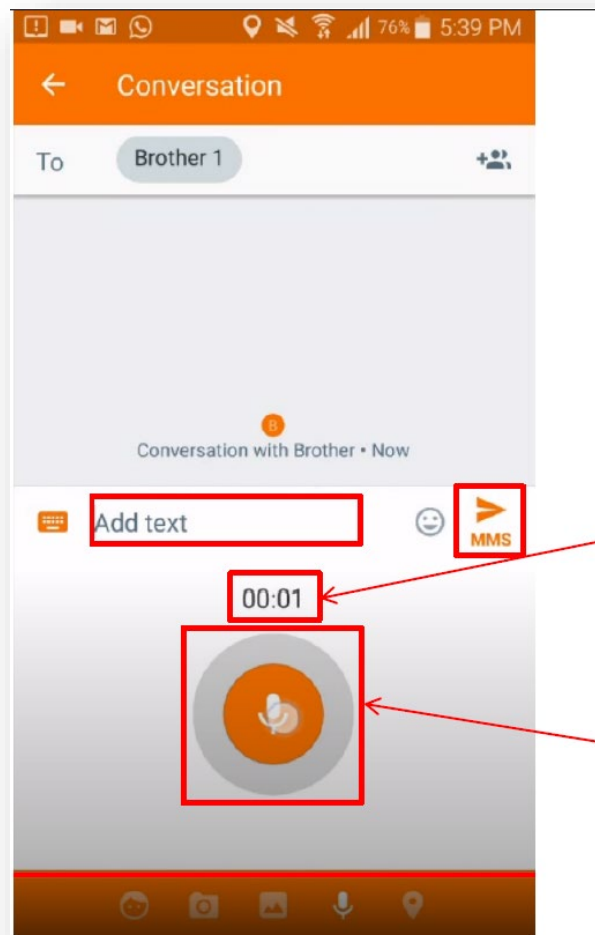 76% 5:39 PM
Conversation
To Brother 1
B
Conversation with Brother • Now
Add text
MMS
00:01